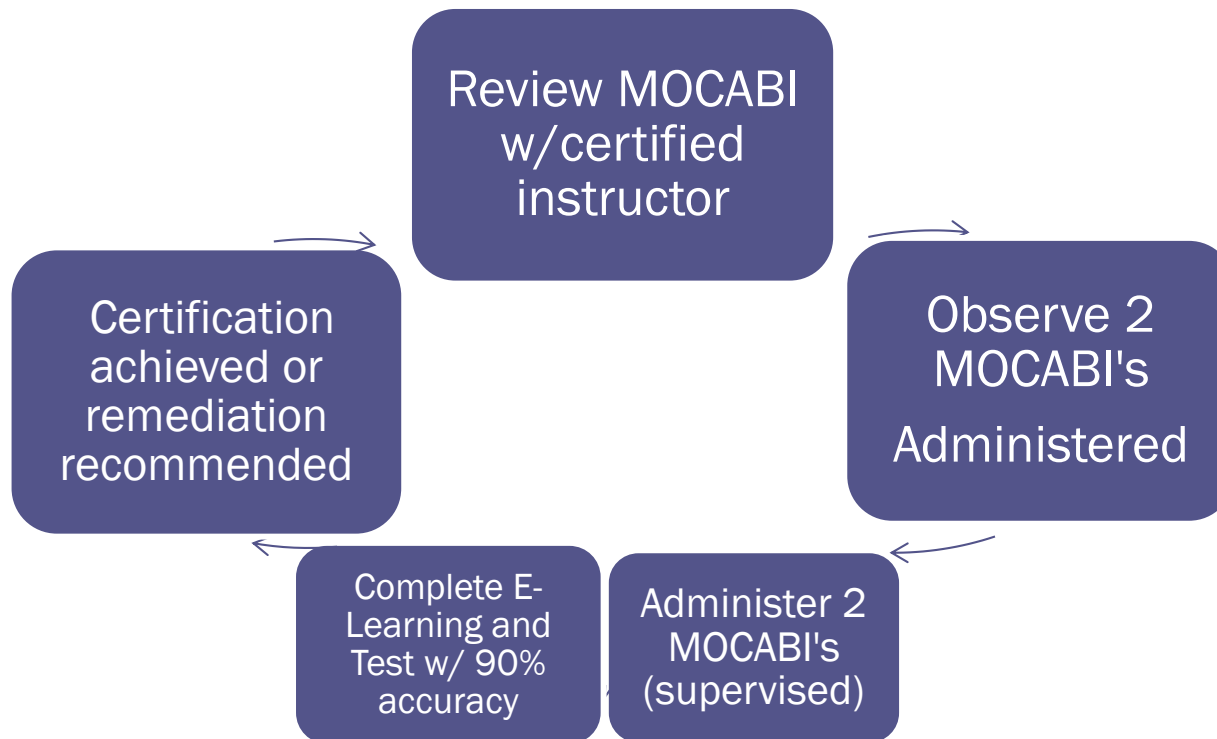 Review MOCABI
w/certified
instructor
Observe 2
MOCABI's
Administered
Administer 2
MOCABI's
(supervised)
Complete E-
Learning and
Test w/ 90%
accuracy
Certification
achieved or
remediation
recommended